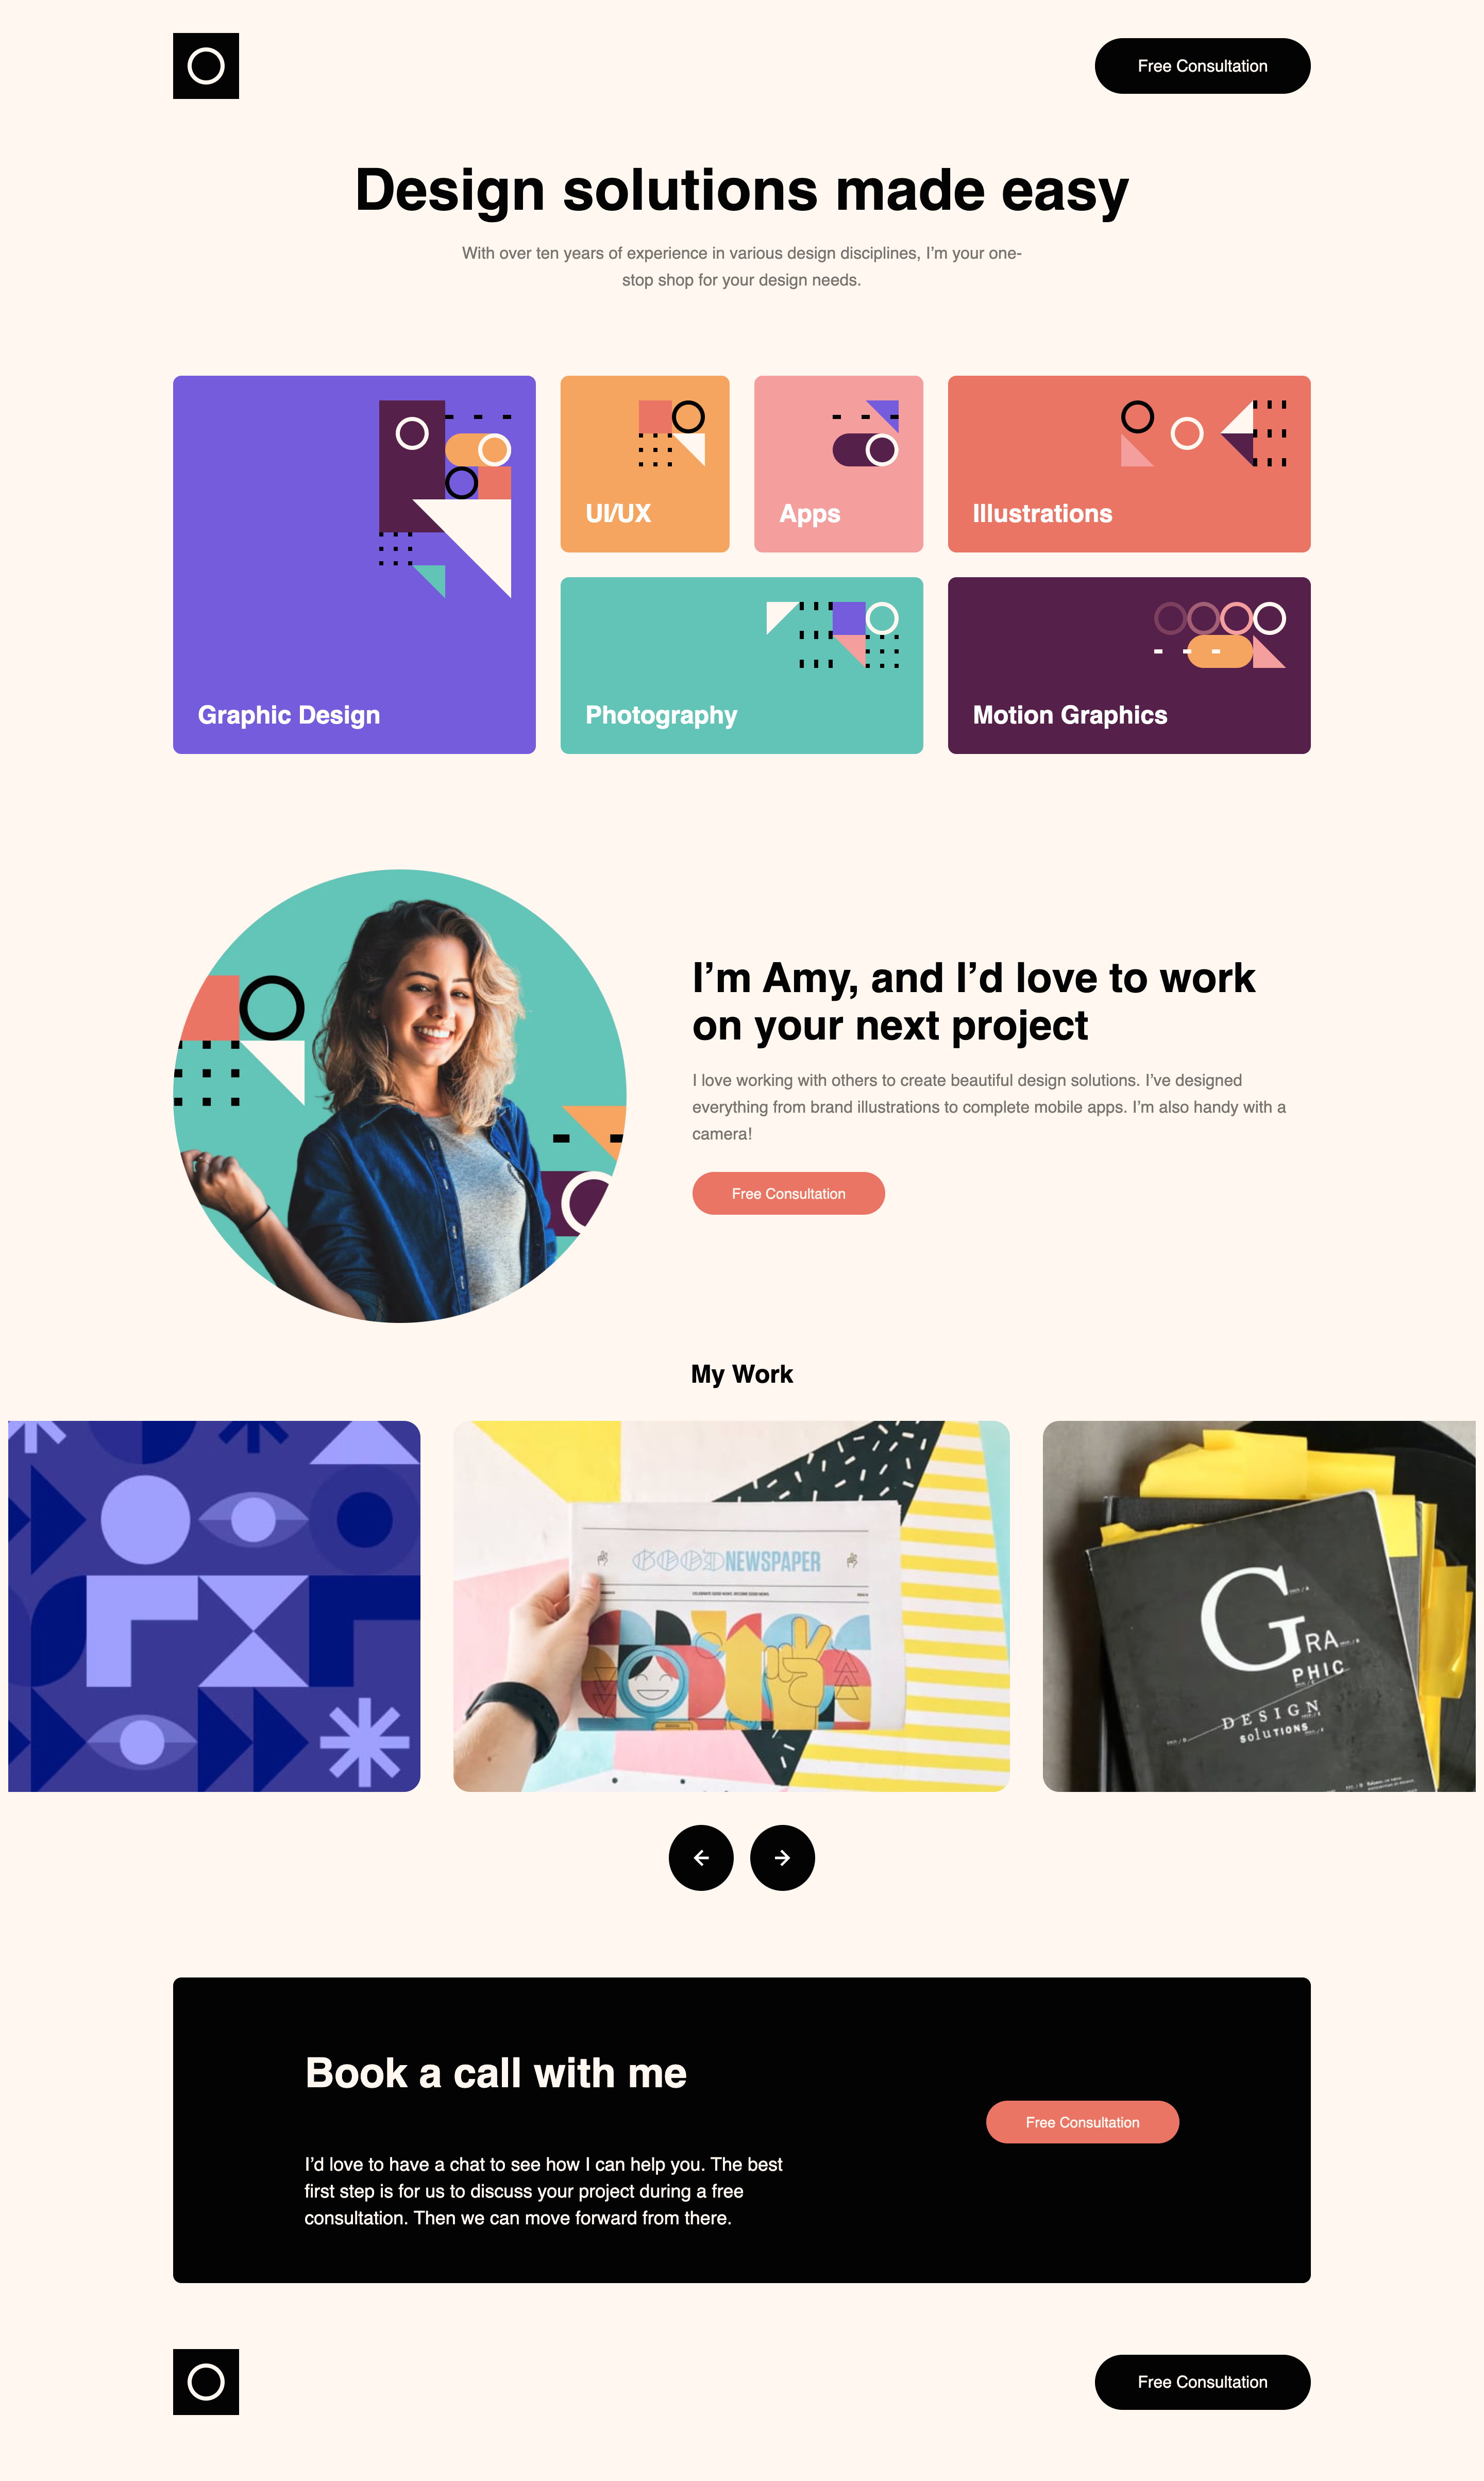 Free Consultation
Design solutions made easy
With over ten years of experience in various design disciplines, I’m your one-
stop shop for your design needs.
Graphic Design
UI/UX
Apps
Illustrations
Photography
Motion Graphics
I’m Amy, and I’d love to work
on your next project
I love working with others to create beautiful design solutions. I’ve designed
everything from brand illustrations to complete mobile apps. I’m also handy with a
camera!
Free Consultation
My Work
GOOD NEWSPAPER
GRA
PHIC
DESIGN
SoluTIONS
Book a call with me
I’d love to have a chat to see how I can help you. The best
first step is for us to discuss your project during a free
consultation. Then we can move forward from there.
Free Consultation
Free Consultation